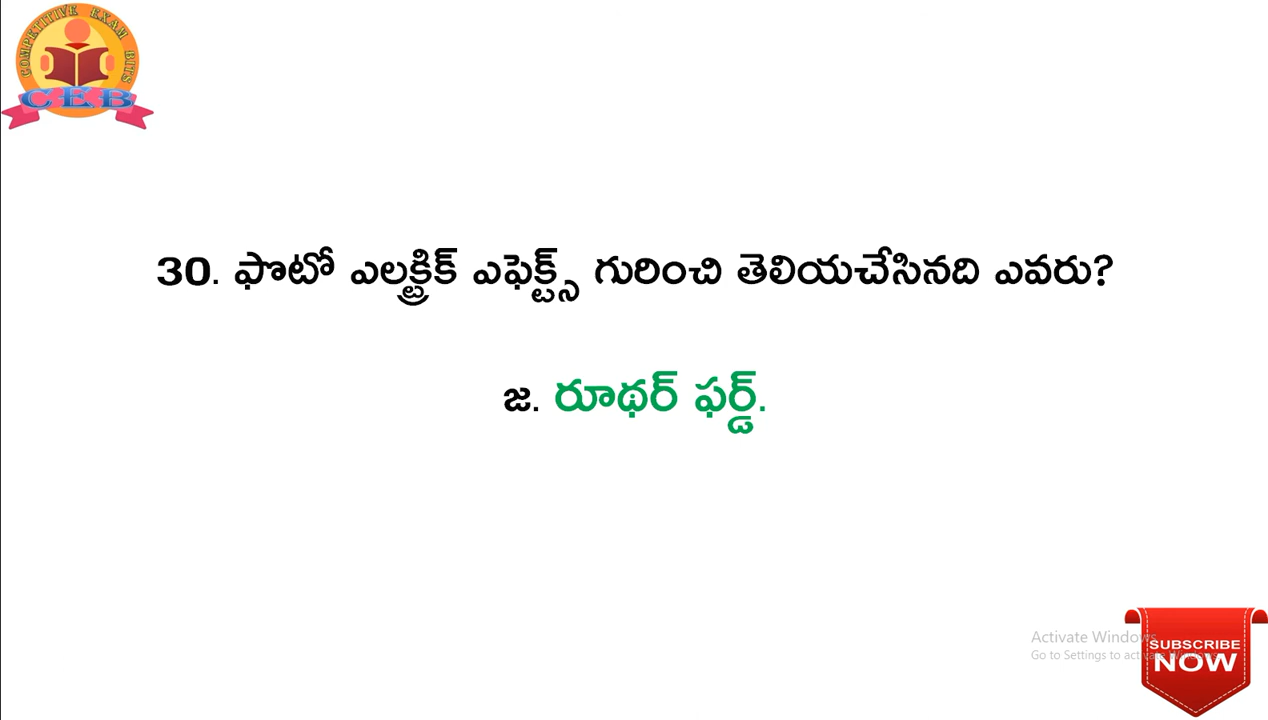 COMPETITIVE EXAM BITS
CEB
30. ఫొటో ఎలక్ట్రిక్ ఎఫెక్ట్స్ గురించి తెలియచేసినది ఎవరు?
జ. రూథర్ ఫర్డ్.
Activate Windows
Go to Settings to activate Windows.
SUBSCRIBE
NOW